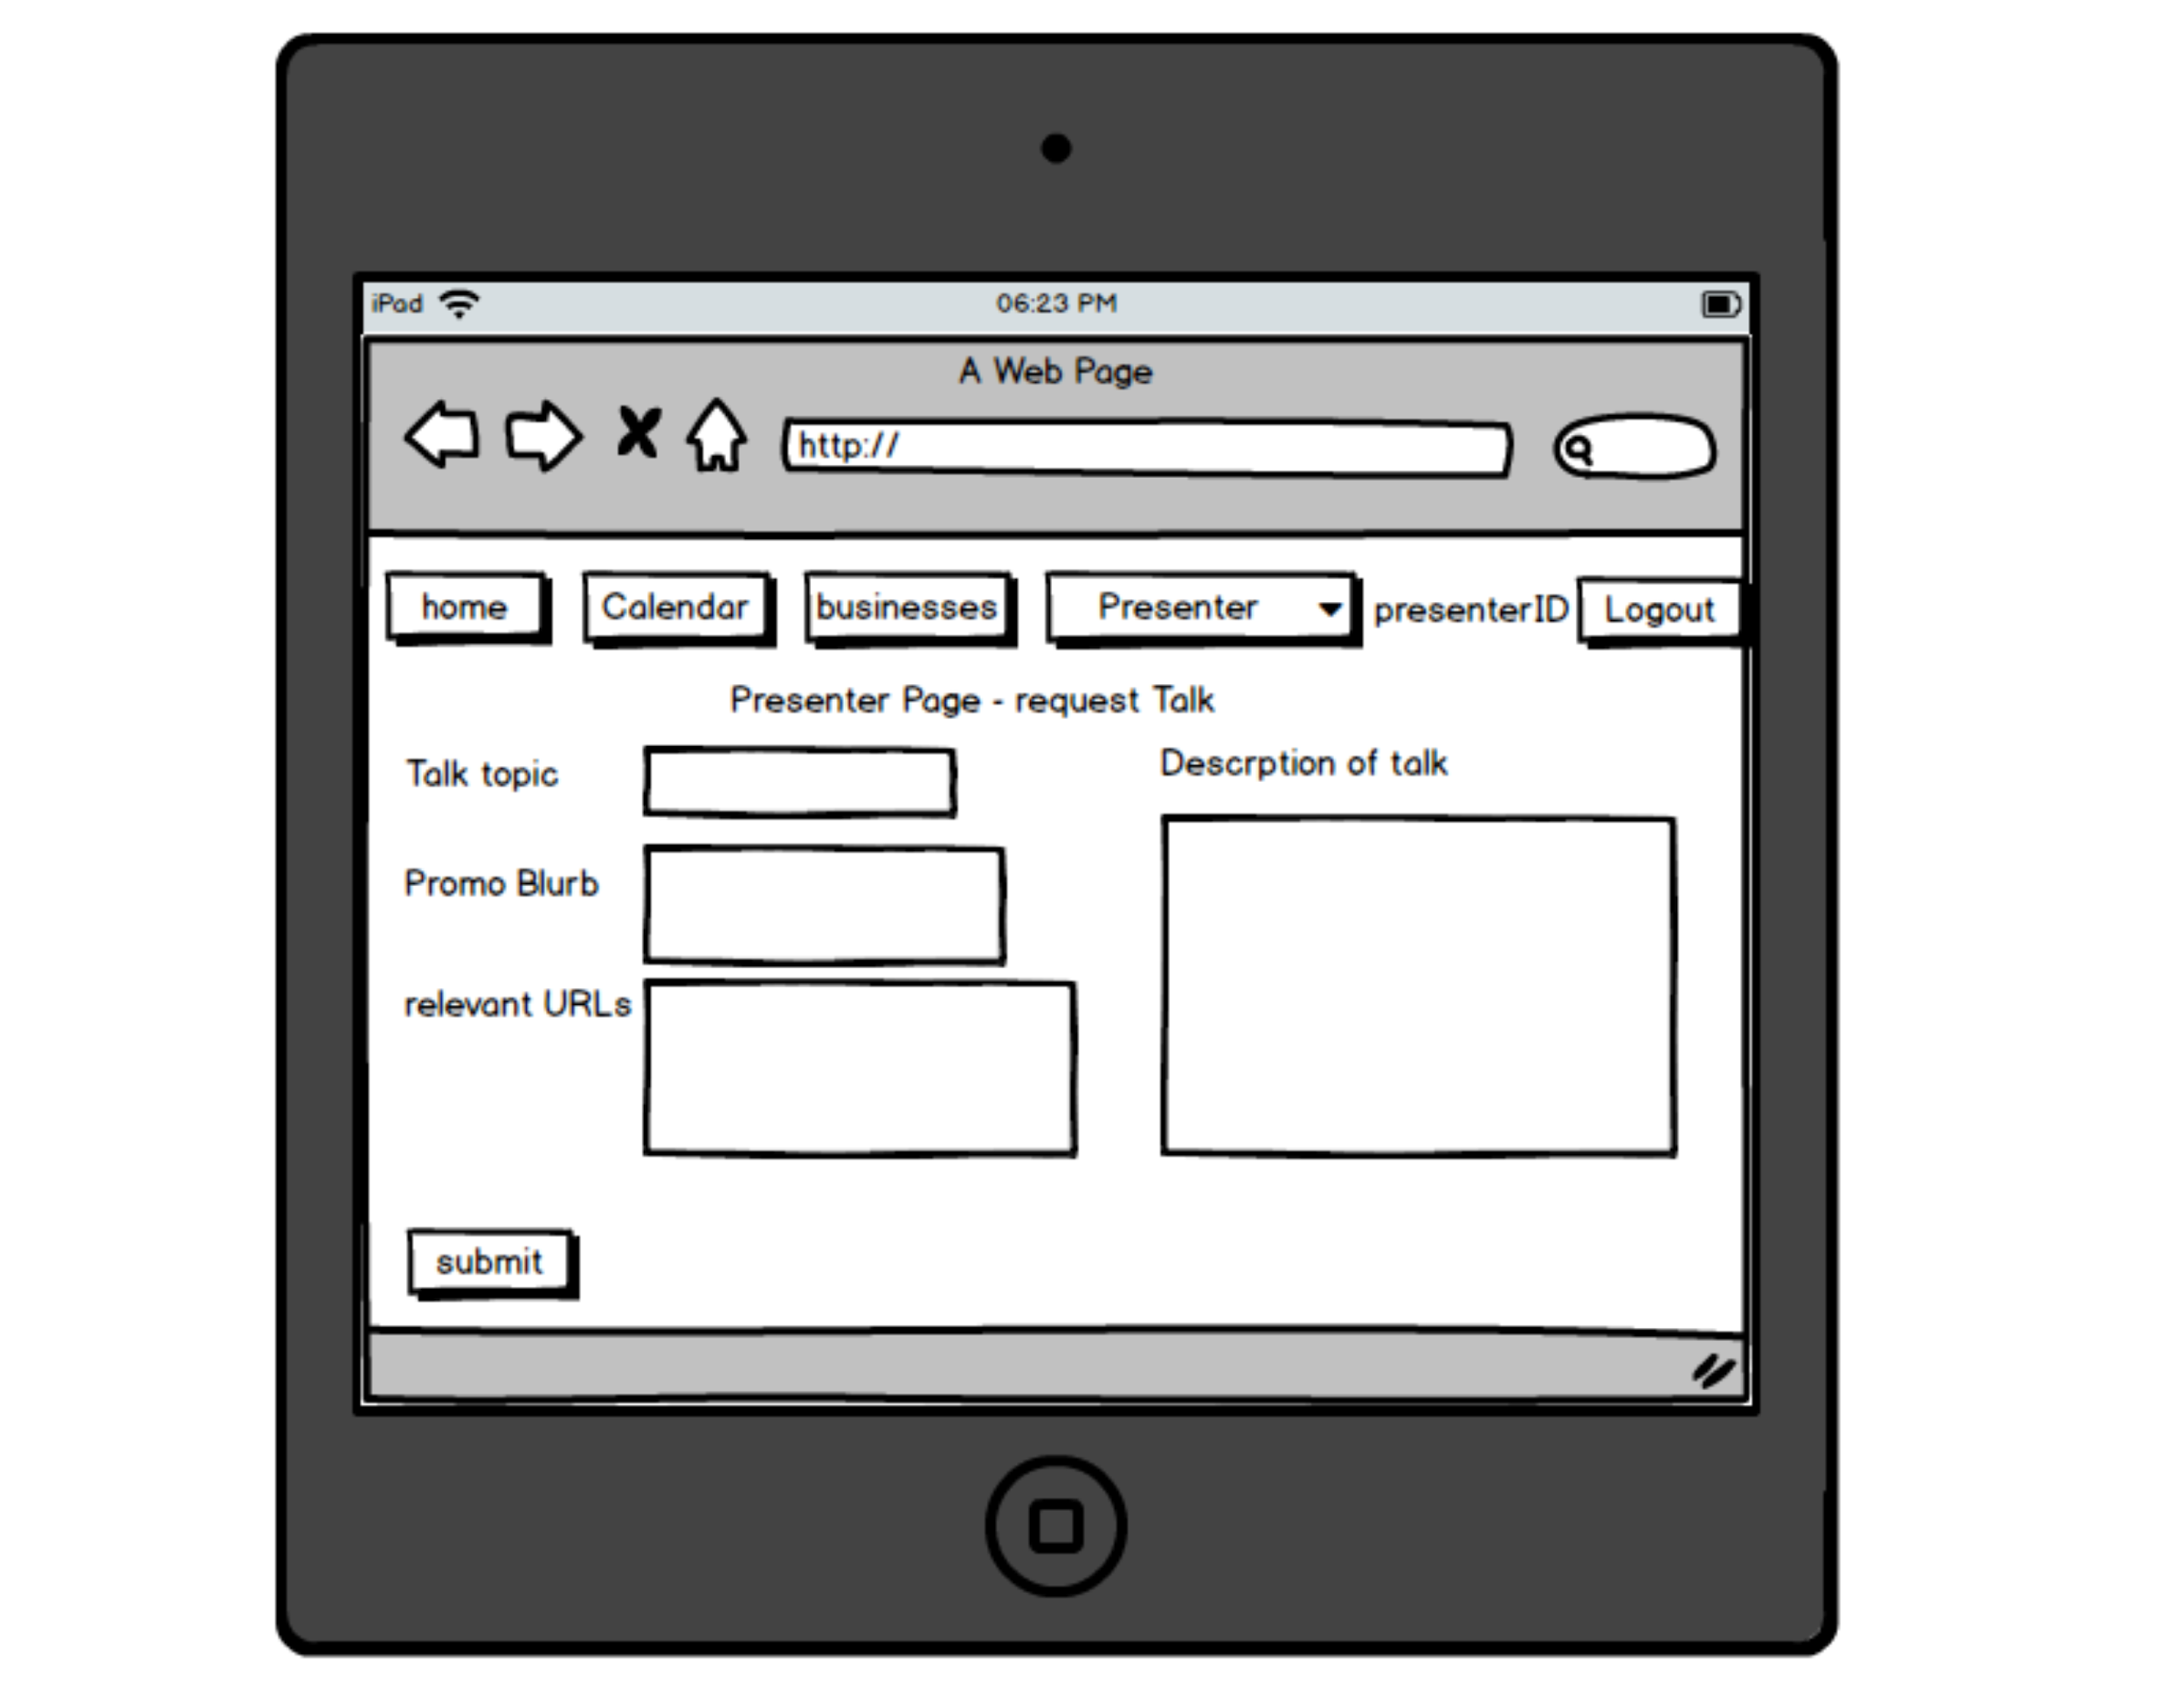 iPad
06:23 PM
A Web Page
http://
home
Calendar
businesses
Presenter
presenterID
Logout
Presenter Page - request Talk
Talk topic
Descrption of talk
Promo Blurb
relevant URLs
submit